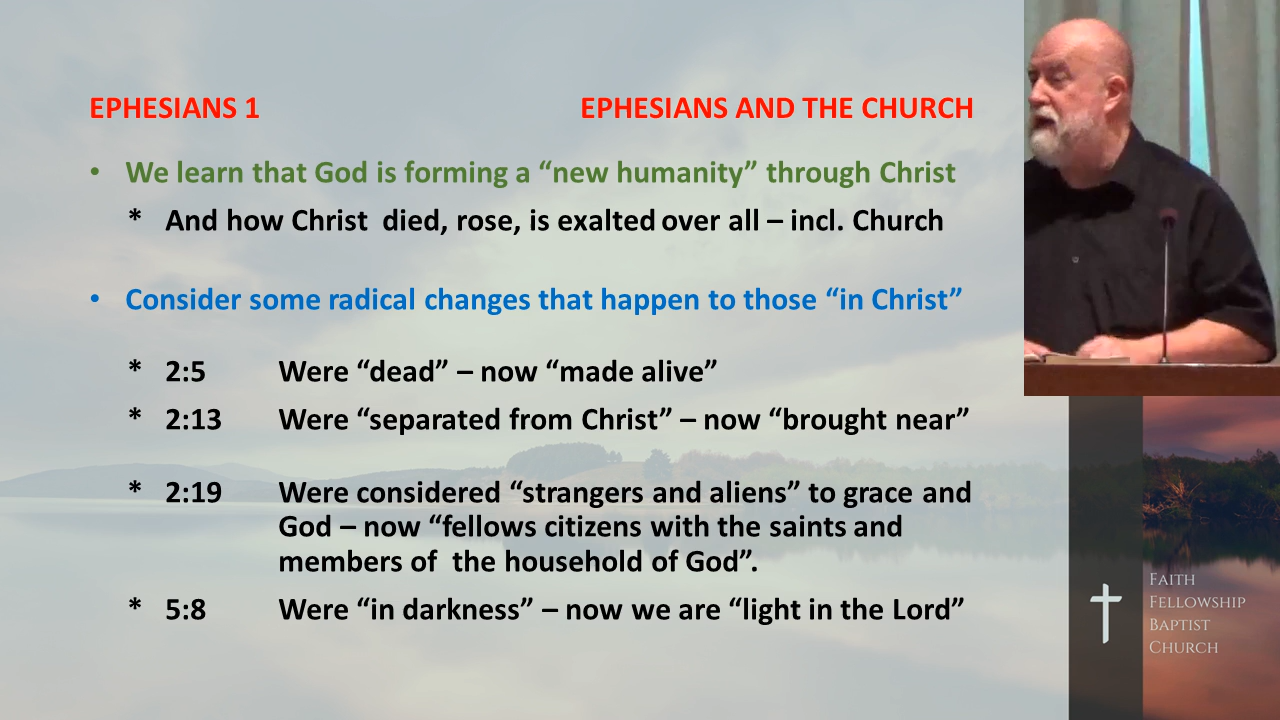 EPHESIANS 1 EPHESIANS AND THE CHURCH
• We learn that God is forming a “new humanity” through Christ
* And how Christ died, rose, is exalted over all – incl. Church
• Consider some radical changes that happen to those “in Christ”
* 2:5 Were “dead” – now “made alive”
* 2:13 Were “separated from Christ” – now “brought near”
* 2:19 Were considered “strangers and aliens” to grace and
God – now “fellows citizens with the saints and
members of the household of God”.
* 5:8 Were “in darkness” – now we are “light in the Lord”
FAITH
FELLOWSHIP
BAPTIST
CHURCH